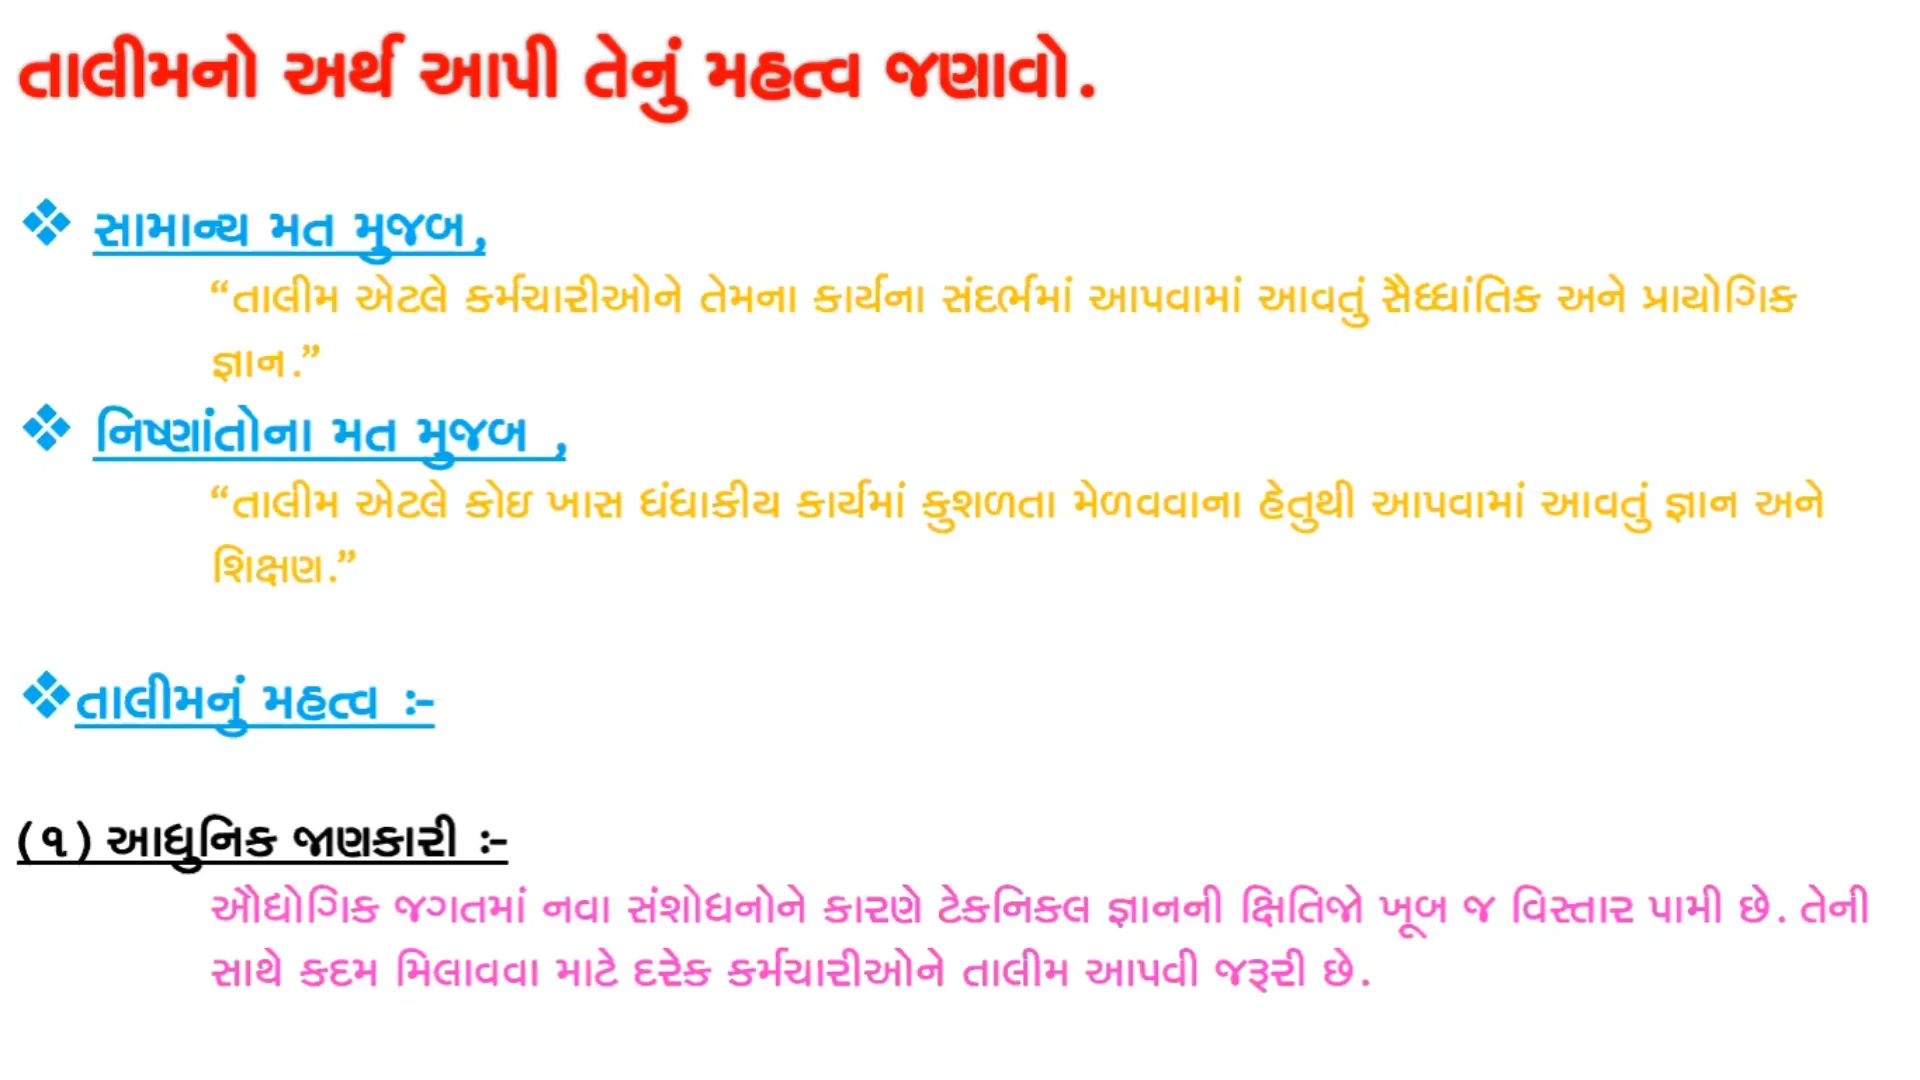 તાલીમનો અર્થ આપી તેનું મહત્વ જણાવો.
❖ સામાન્ય મત મુજબ,
“તાલીમ એટલે કર્મચારીઓને તેમના કાર્યના સંદર્ભમાં આપવામાં આવતું સૈધ્ધાંતિક અને પ્રાયોગિક
જ્ઞાન.”
❖ નિષ્ણાંતોના મત મુજબ ,
“તાલીમ એટલે કોઇ ખાસ ધંધાકીય કાર્યમાં કુશળતા મેળવવાના હેતુથી આપવામાં આવતું જ્ઞાન અને
શિક્ષણ.”
❖તાલીમનું મહત્વ :-
(૧) આધુનિક જાણકારી :-
ઔદ્યોગિક જગતમાં નવા સંશોધનોને કારણે ટેકનિકલ જ્ઞાનની ક્ષિતિજો ખૂબ જ વિસ્તાર પામી છે. તેની
સાથે કદમ મિલાવવા માટે દરેક કર્મચારીઓને તાલીમ આપવી જરૂરી છે.